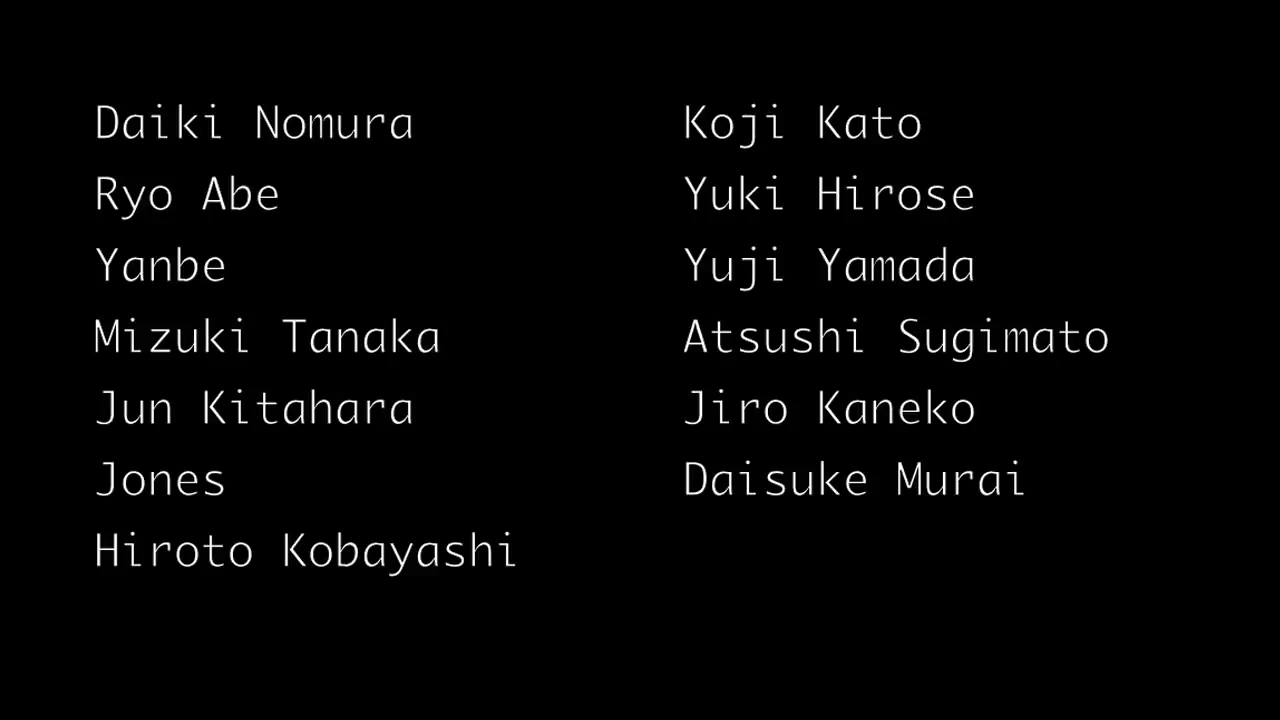 Daiki Nomura
Ryo Abe
Yanbe
Mizuki Tanaka
Jun Kitahara
Jones
Hiroto Kobayashi
Koji Kato
Yuki Hirose
Yuji Yamada
Atsushi Sugimato
Jiro Kaneko
Daisuke Murai